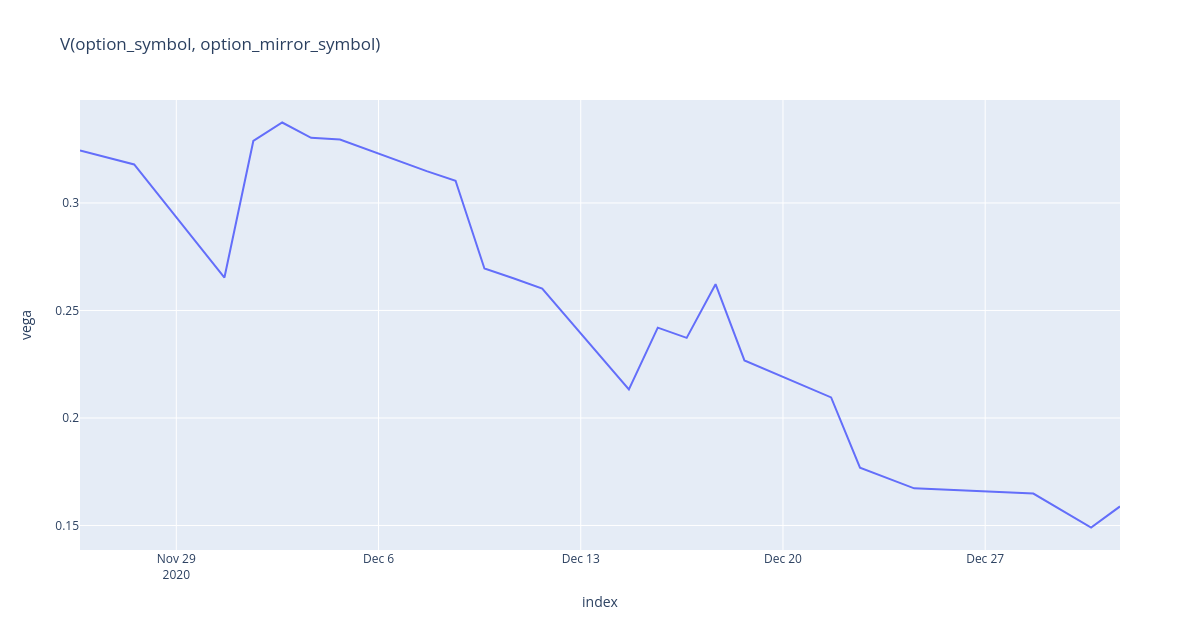 V(option_symbol, option_mirror_symbol)
vega
0.3
0.25
0.2
0.15
Nov 29
2020
Dec 6
Dec 13
Dec 20
Dec 27
index